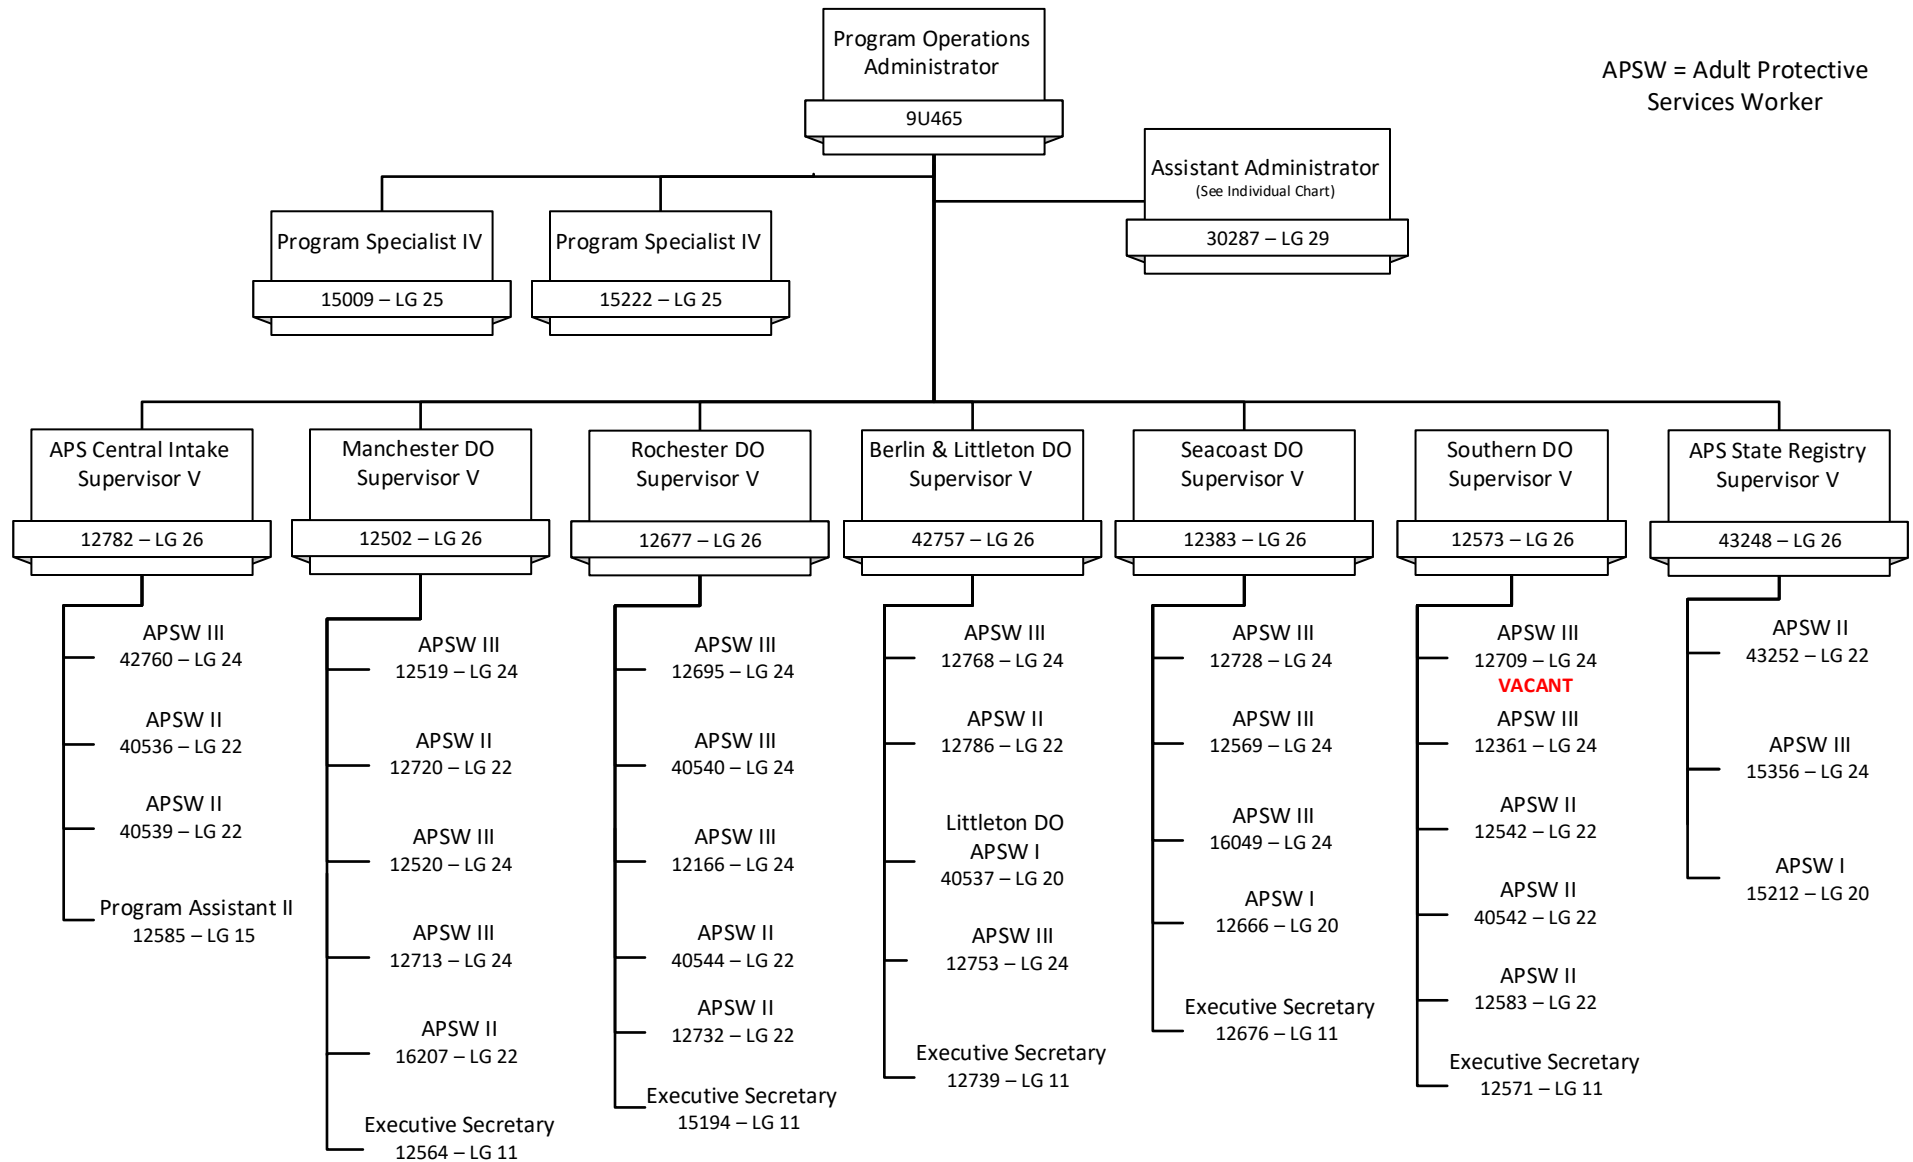 Program Operations
Administrator
9U465
APSW = Adult Protective
Services Worker
Assistant Administrator
(See Individual Chart)
30287 – LG 29
Program Specialist IV
15009 – LG 25
Program Specialist IV
15222 – LG 25
APS Central Intake
Supervisor V
12782 – LG 26
APSW III
42760 – LG 24
APSW II
40536 – LG 22
APSW II
40539 – LG 22
Program Assistant II
12585 – LG 15
Manchester DO
Supervisor V
12502 – LG 26
APSW III
12519 – LG 24
APSW II
12720 – LG 22
APSW III
12520 – LG 24
APSW III
12713 – LG 24
APSW II
16207 – LG 22
Executive Secretary
12564 – LG 11
Rochester DO
Supervisor V
12677 – LG 26
APSW III
12695 – LG 24
APSW III
40540 – LG 24
APSW III
12166 – LG 24
APSW II
40544 – LG 22
APSW II
12732 – LG 22
Executive Secretary
15194 – LG 11
Berlin & Littleton DO
Supervisor V
42757 – LG 26
APSW III
12768 – LG 24
APSW II
12786 – LG 22
Littleton DO
APSW I
40537 – LG 20
APSW III
12753 – LG 24
Executive Secretary
12739 – LG 11
Seacoast DO
Supervisor V
12383 – LG 26
APSW III
12728 – LG 24
APSW III
12569 – LG 24
APSW III
16049 – LG 24
APSW I
12666 – LG 20
Executive Secretary
12676 – LG 11
Southern DO
Supervisor V
12573 – LG 26
APSW III
12709 – LG 24
VACANT
APSW III
12361 – LG 24
APSW II
12542 – LG 22
APSW II
40542 – LG 22
APSW II
12583 – LG 22
Executive Secretary
12571 – LG 11
APS State Registry
Supervisor V
43248 – LG 26
APSW II
43252 – LG 22
APSW III
15356 – LG 24
APSW I
15212 – LG 20